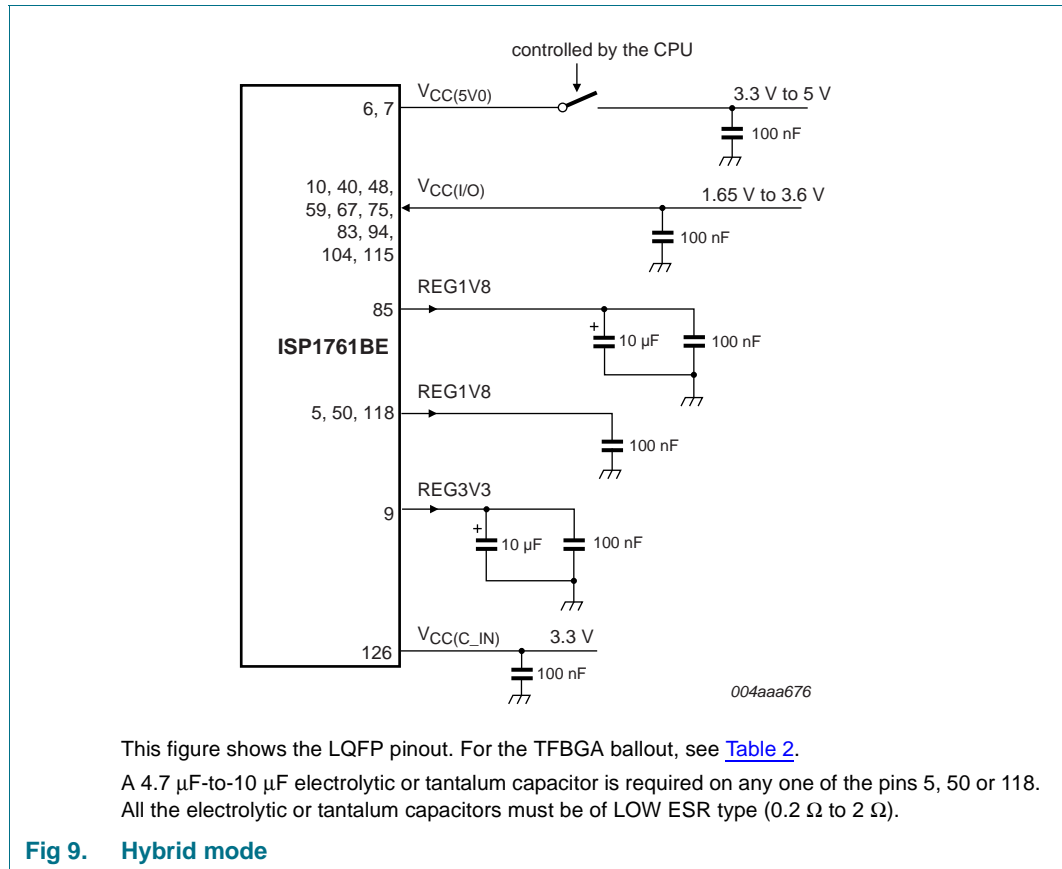 controlled by the CPU
6, 7
VCC(5V0)
3.3 V to 5 V
100 nF
10, 40, 48,
59, 67, 75,
83, 94,
104, 115
VCC(I/O)
1.65 V to 3.6 V
100 nF
85
REG1V8
+
10 µF
100 nF
ISP1761BE
5, 50, 118
REG1V8
100 nF
9
REG3V3
+
10 µF
100 nF
126
VCC(C_IN)
3.3 V
100 nF
004aaa676
This figure shows the LQFP pinout. For the TFBGA ballout, see Table 2.
A 4.7 µF-to-10 µF electrolytic or tantalum capacitor is required on any one of the pins 5, 50 or 118.
All the electrolytic or tantalum capacitors must be of LOW ESR type (0.2 Ω to 2 Ω).
Fig 9. Hybrid mode